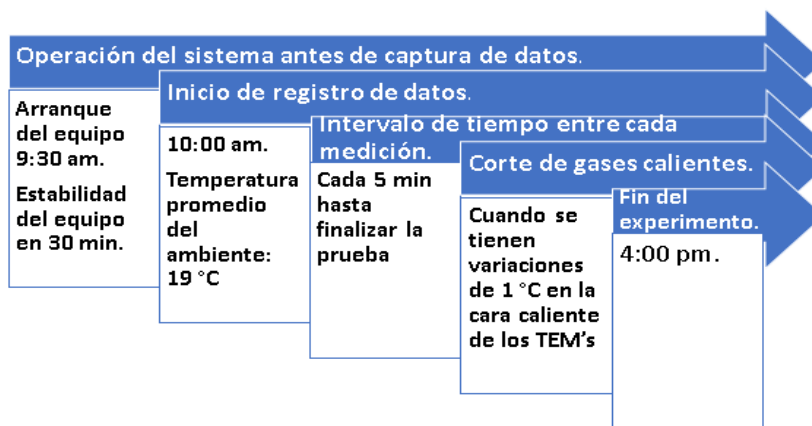 Operación del sistema antes de captura de datos.
Arranque
del equipo
9:30 am.
Estabilidad
del equipo
en 30 min.
Inicio de registro de datos.
10:00 am.
Temperatura
promedio
del
ambiente:
19 °C
Intervalo de tiempo entre cada
medición.
Cada 5 min
hasta
finalizar la
prueba
Corte de gases calientes.
Cuando se
tienen
variaciones
de 1 °C en la
cara caliente
de los TEM's
Fin del
experimento.
4:00 pm.